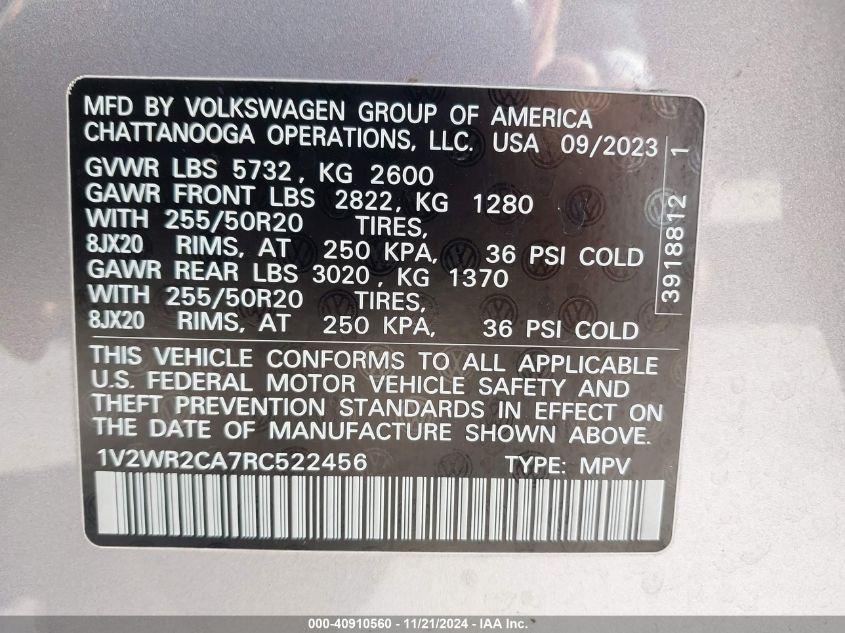 MFD BY VOLKSWAGEN GROUP OF AMERICA
CHATTANOOGA OPERATIONS, LLC. USA 09/2023
GVWR LBS 5732, KG 2600
GAWR FRONT LBS 2822, KG 1280
WITH 255/50R20 TIRES,
8JX20 RIMS, AT 250 KPA, 36 PSI COLD
GAWR REAR LBS 3020, KG 1370
WITH 255/50R20 TIRES,
8JX20 RIMS, AT 250 KPA, 36 PSI COLD
3918812 1
THIS VEHICLE CONFORMS TO ALL APPLICABLE
U.S. FEDERAL MOTOR VEHICLE SAFETY AND
THEFT PREVENTION STANDARDS IN EFFECT ON
THE DATE OF MANUFACTURE SHOWN ABOVE.
1V2WR2CA7RC522456 TYPE: MPV
000-40910560 - 11/21/2024 - IAA Inc.